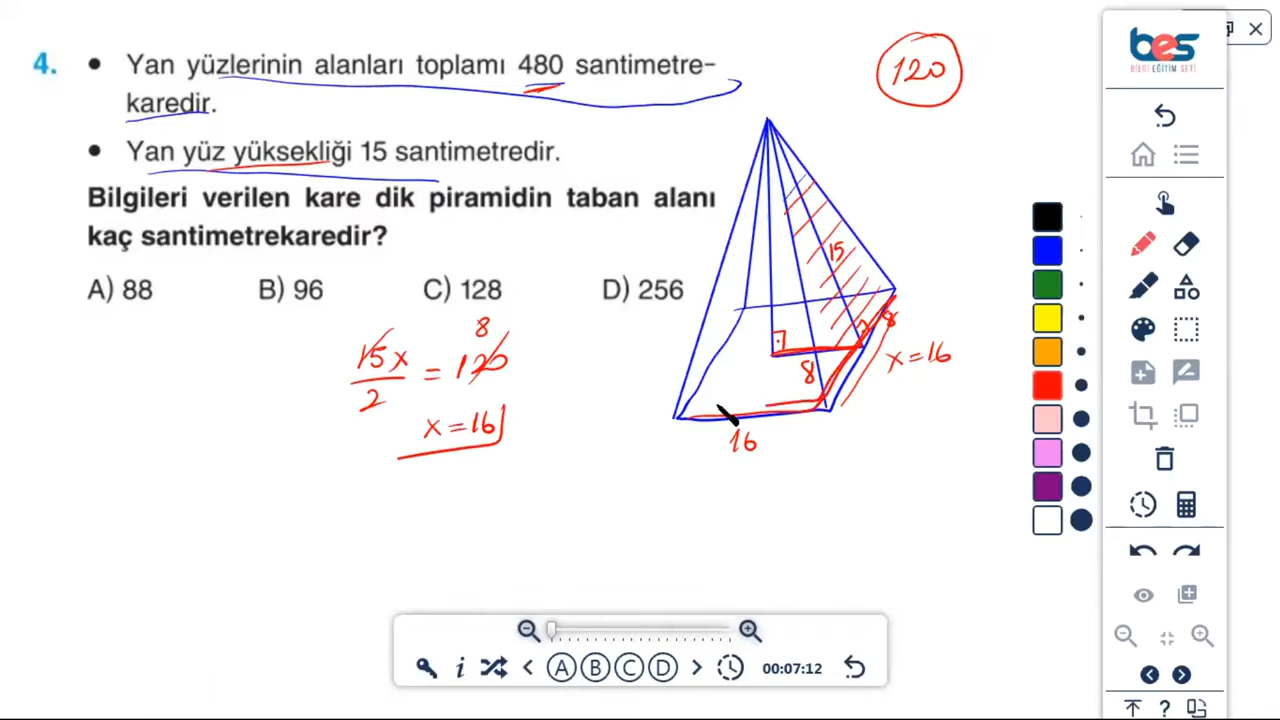 4. • Yan yüzlerinin alanları toplamı 480 santimetre-
karedir.
• Yan yüz yüksekliği 15 santimetredir.
Bilgileri verilen kare dik piramidin taban alanı
kaç santimetrekaredir?
A) 88 B) 96 C) 128 D) 256
120
15x/2 = 120
8
x = 16
15
8
8
x = 16
16
bes
BİLGİ EĞİTİM SETİ
A B C D 00:07:12